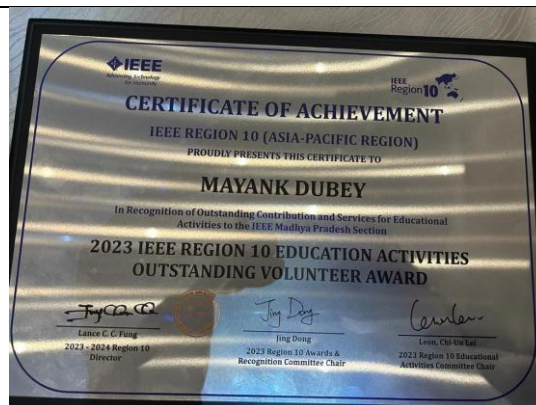 IEEE
Advancing Technology
for Humanity
IEEE
Region 10
CERTIFICATE OF ACHIEVEMENT
IEEE REGION 10 (ASIA-PACIFIC REGION)
PROUDLY PRESENTS THIS CERTIFICATE TO
MAYANK DUBEY
In Recognition of Outstanding Contribution and Services for Educational
Activities to the IEEE Madhya Pradesh Section
2023 IEEE REGION 10 EDUCATION ACTIVITIES
OUTSTANDING VOLUNTEER AWARD
Jing Dong
Lance C. C. Fung
2023 - 2024 Region 10
Director
Jing Dong
2023 Region 10 Awards &
Recognition Committee Chair
Leon, Chi-Un Lei
2023 Region 10 Educational
Activities Committee Chair